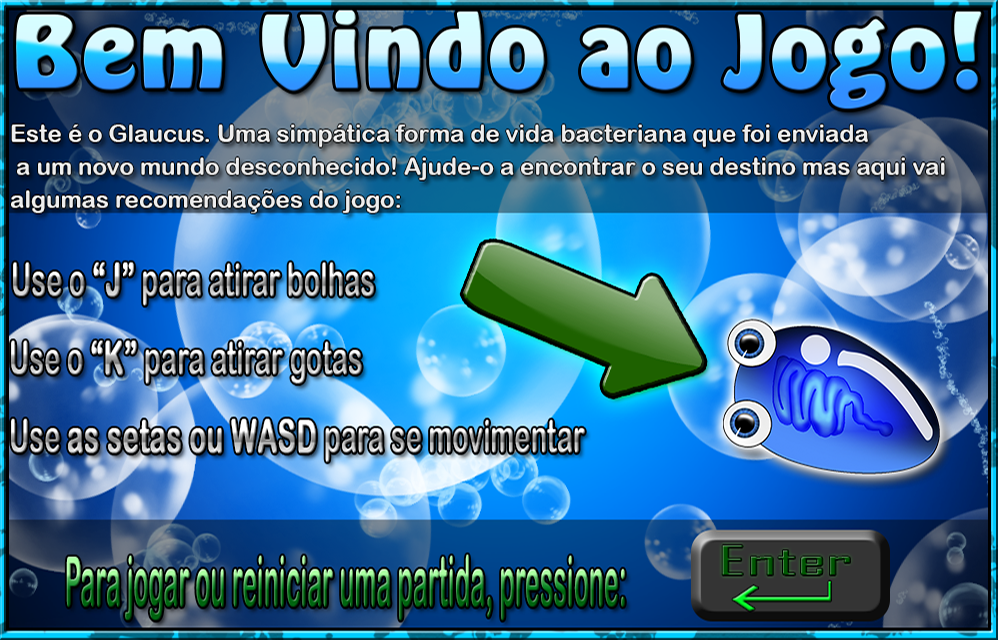 Bem Vindo ao Jogo!
Este é o Glaucus. Uma simpática forma de vida bacteriana que foi enviada
a um novo mundo desconhecido! Ajude-o a encontrar o seu destino mas aqui vai
algumas recomendações do jogo:
Use o “J” para atirar bolhas
Use o “K” para atirar gotas
Use as setas ou WASD para se movimentar
Para jogar ou reiniciar uma partida, pressione:
Enter